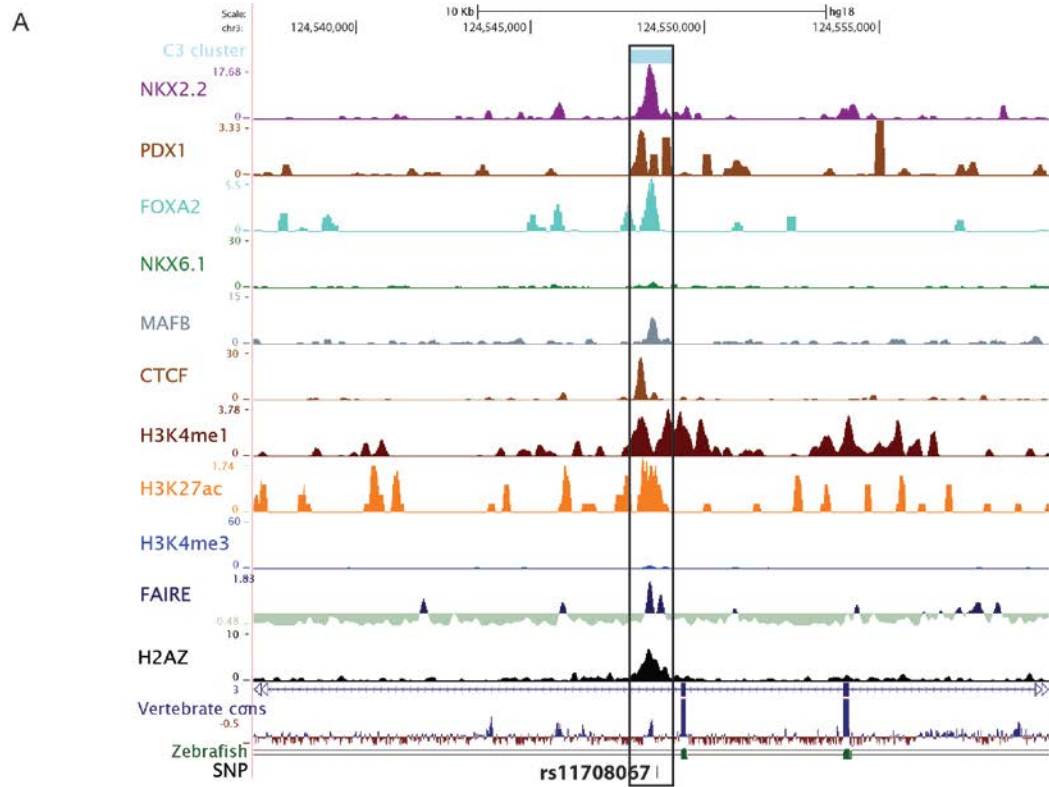 A
Scale: 10 Kb hg18
chr3: 124,540,000 124,545,000 124,550,000 124,555,000
C3 cluster
17.68 -
NKX2.2
0 -
3.33 -
PDX1
0 -
5.5 -
FOXA2
0 -
30 -
NKX6.1
0 -
15 -
MAFB
0 -
30 -
CTCF
0 -
3.78 -
H3K4me1
0 -
1.74 -
H3K27ac
0 -
60 -
H3K4me3
0 -
1.83
FAIRE
-0.48 -
10 -
H2AZ
0 -
3
Vertebrate cons
-0.5
Zebrafish
SNP rs11708067